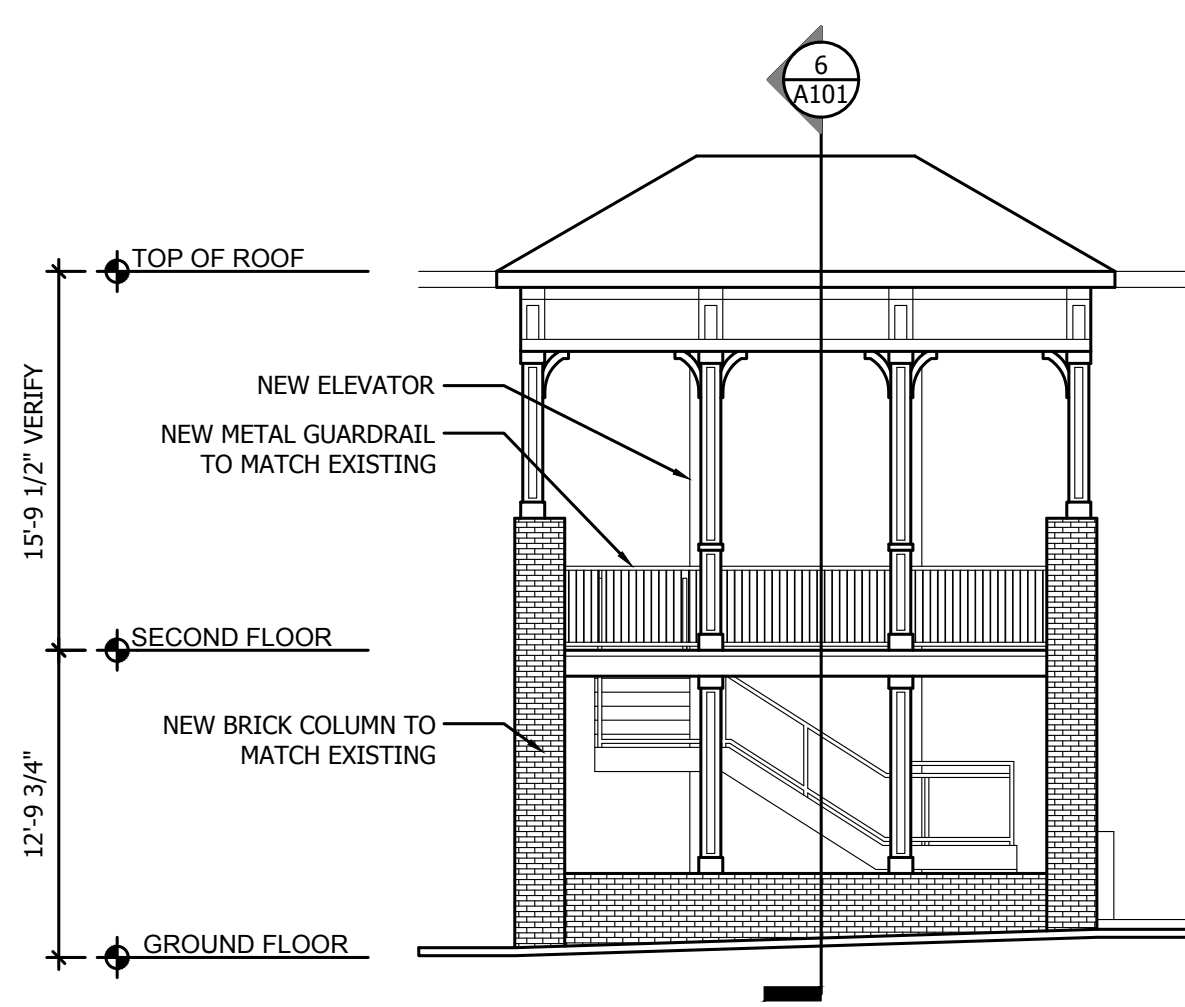 6
A101
TOP OF ROOF
15'-9 1/2" VERIFY
NEW ELEVATOR
NEW METAL GUARDRAIL
TO MATCH EXISTING
SECOND FLOOR
NEW BRICK COLUMN TO
MATCH EXISTING
12'-9 3/4"
GROUND FLOOR